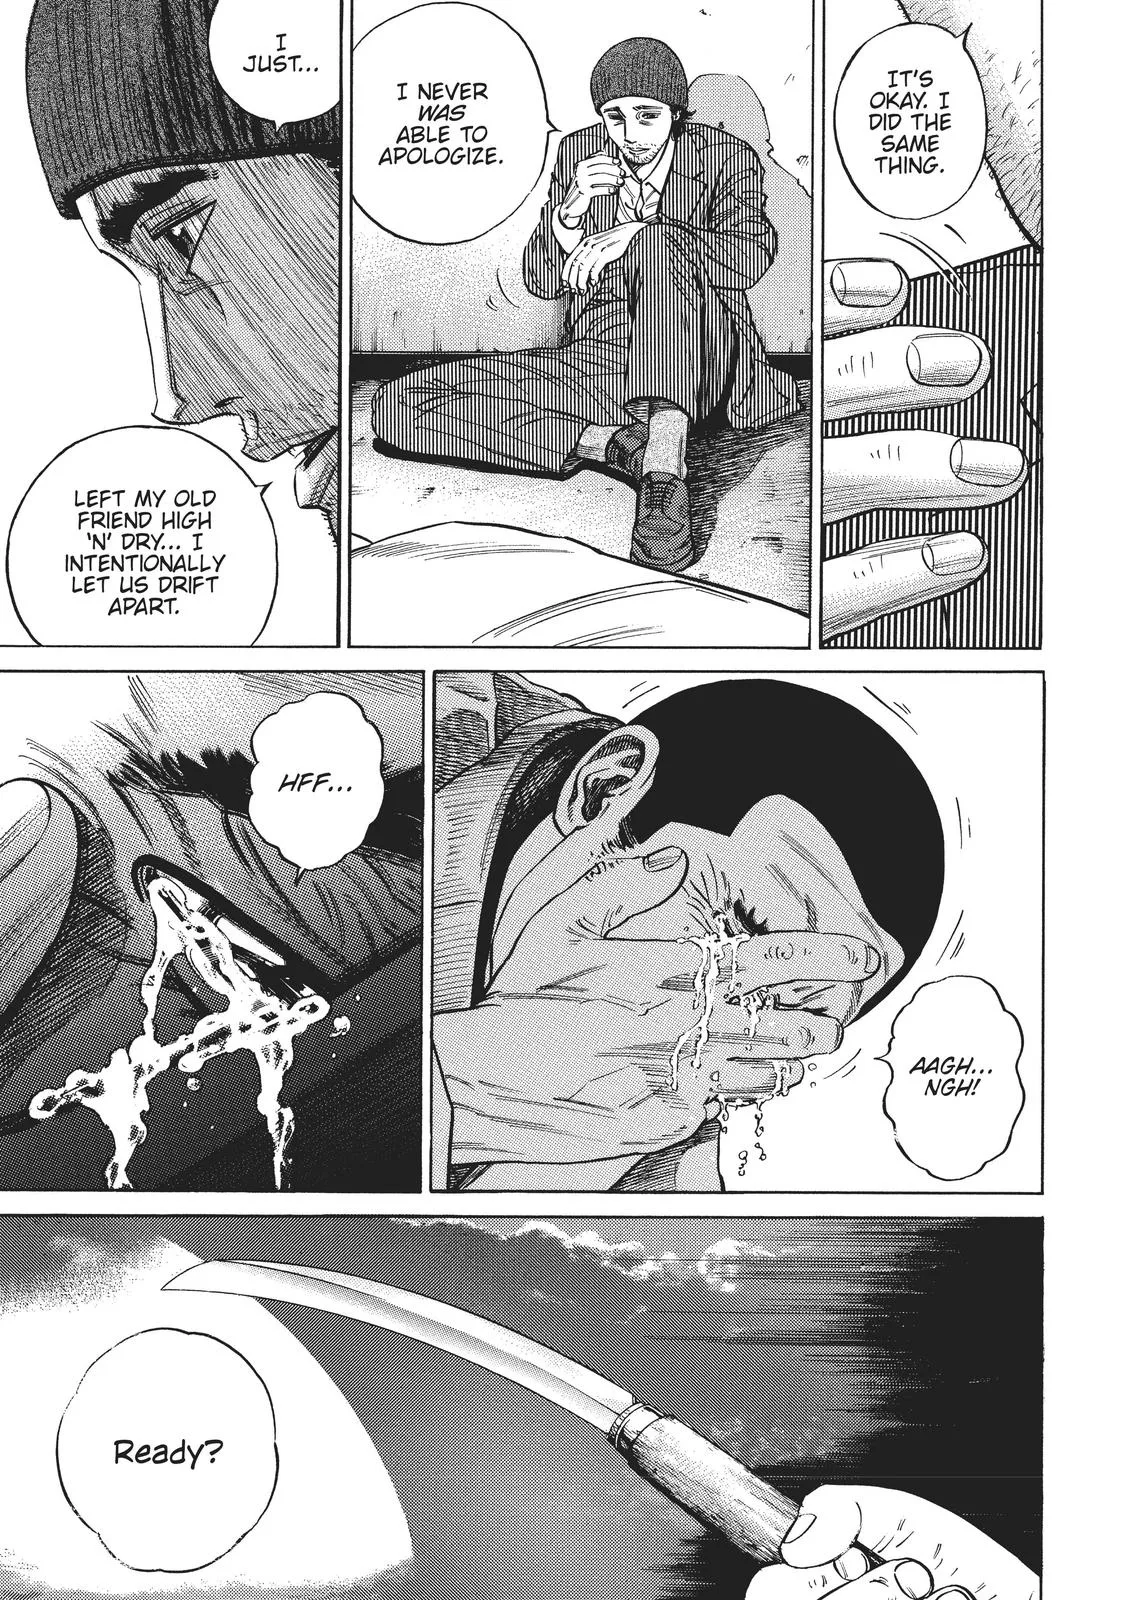 IT'S
OKAY. I
DID THE
SAME
THING.
I NEVER
WAS
ABLE TO
APOLOGIZE.
I
JUST...
LEFT MY OLD
FRIEND HIGH
'N' DRY... I
INTENTIONALLY
LET US DRIFT
APART.
AAGH...
NGH!
HFF...
Ready?